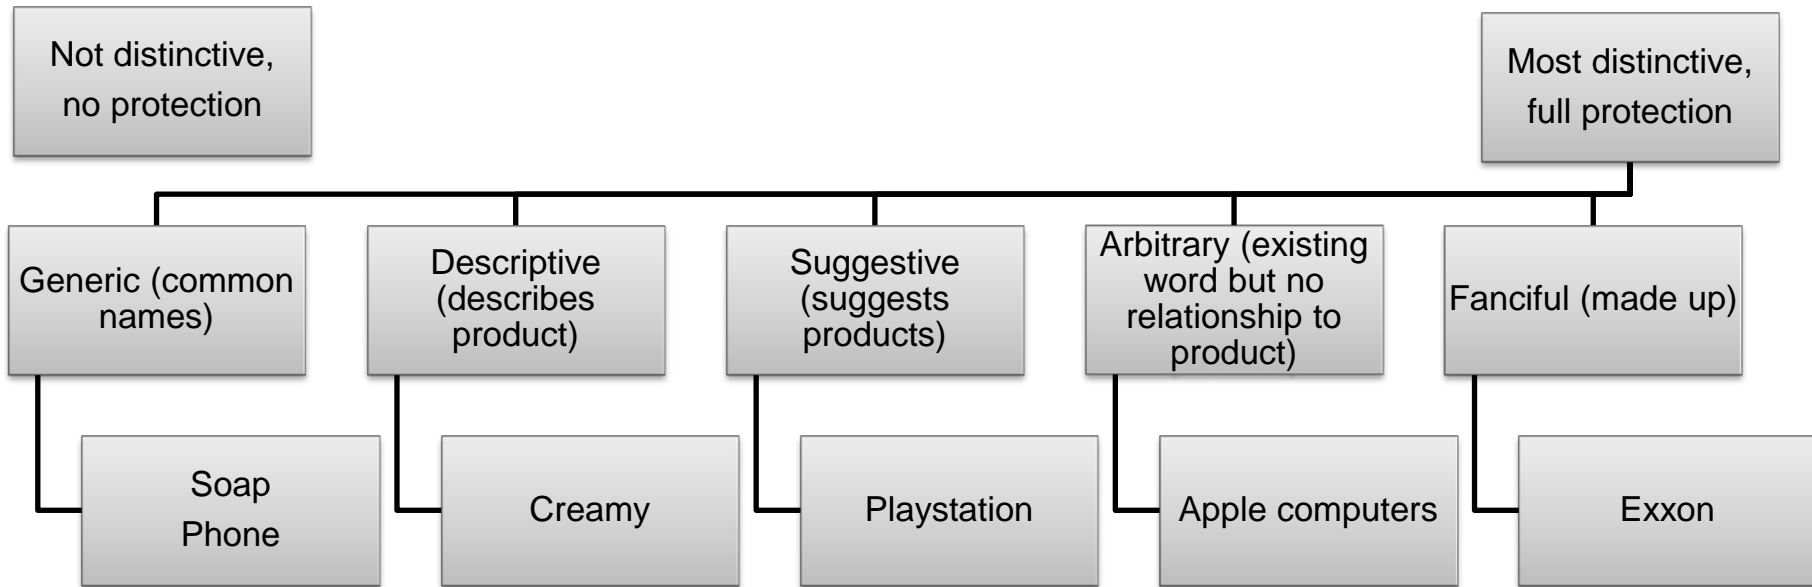 Not distinctive,
no protection
Most distinctive,
full protection
Generic (common
names)
Descriptive
(describes
product)
Suggestive
(suggests
products)
Arbitrary (existing
word but no
relationship to
product)
Fanciful (made up)
Soap
Phone
Creamy
Playstation
Apple computers
Exxon